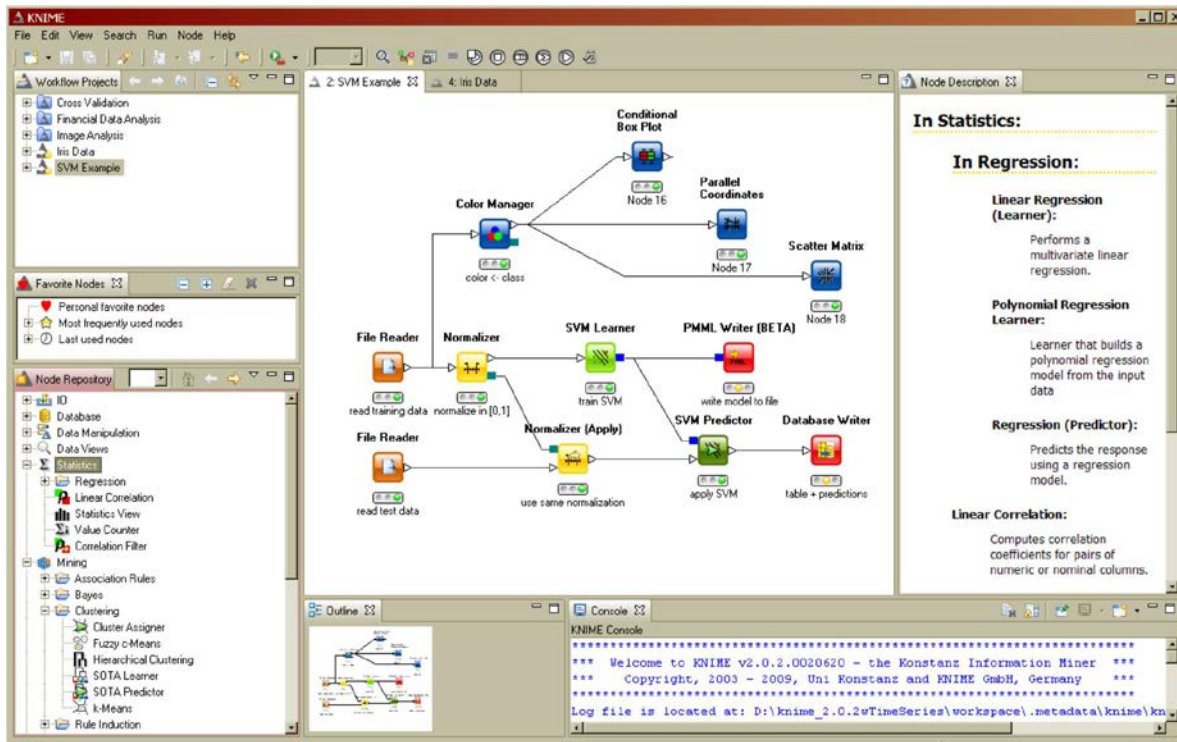 KNIME
File Edit View Search Run Node Help
Workflow Projects
Cross Validation
Financial Data Analysis
Image Analysis
Iris Data
SVM Example
Favorite Nodes
Personal favorite nodes
Most frequently used nodes
Last used nodes
Node Repository
IO
Database
Data Manipulation
Data Views
Statistics
Regression
Linear Correlation
Statistics View
Value Counter
Correlation Filter
Mining
Association Rules
Bayes
Clustering
Cluster Assigner
Fuzzy c-Means
Hierarchical Clustering
SOTA Learner
SOTA Predictor
k-Means
Rule Induction
2: SVM Example
4: Iris Data
Conditional
Box Plot
Node 16
Parallel
Coordinates
Node 17
Color Manager
color <- class
Scatter Matrix
Node 18
File Reader
read training data
Normalizer
normalize in [0,1]
SVM Learner
train SVM
PMML Writer (BETA)
write model to file
File Reader
read test data
Normalizer (Apply)
use same normalization
SVM Predictor
apply SVM
Database Writer
table + predictions
Node Description
In Statistics:
In Regression:
Linear Regression
(Learner):
Performs a
multivariate linear
regression.
Polynomial Regression
Learner:
Learner that builds a
polynomial regression
model from the input
data
Regression (Predictor):
Predicts the response
using a regression
model.
Linear Correlation:
Computes correlation
coefficients for pairs of
numeric or nominal columns.
Outline
Console
KNIME Console
*** Welcome to KNIME v2.0.2.0020620 - the Konstanz Information Miner ***
*** Copyright, 2003 - 2009, Uni Konstanz and KNIME GmbH, Germany ***
Log file is located at: D:\knime_2.0.2wTimeSeries\workspace\.metadata\knime\kn